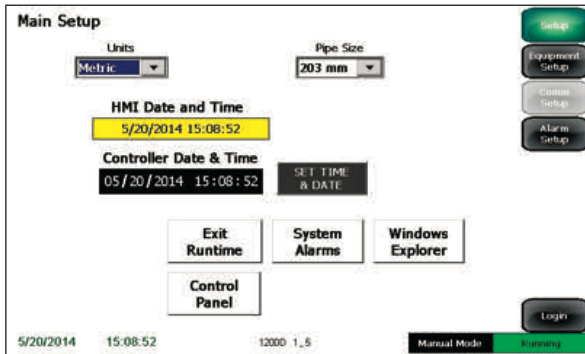 Main Setup
Setup
Units
Pipe Size
Metric
203 mm
Equipment
Setup
Comm
Setup
HMI Date and Time
5/20/2014 15:08:52
Alarm
Setup
Controller Date & Time
05/20/2014 15:08:52
SET TIME
& DATE
Exit
Runtime
System
Alarms
Windows
Explorer
Control
Panel
Login
5/20/2014
15:08:52
12000 1_5
Manual Mode
Running